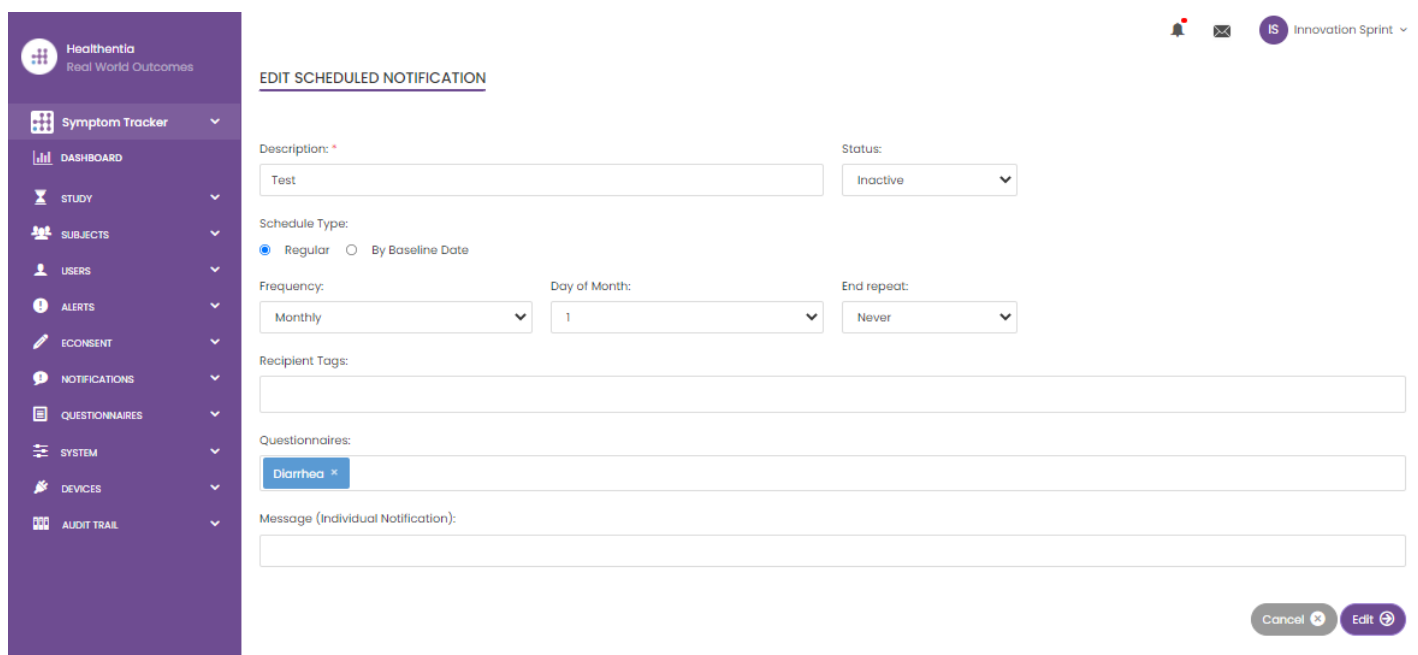 Healthentia
Real World Outcomes
Symptom Tracker
DASHBOARD
STUDY
SUBJECTS
USERS
ALERTS
ECONSENT
NOTIFICATIONS
QUESTIONNAIRES
SYSTEM
DEVICES
AUDIT TRAIL
IS Innovation Sprint
EDIT SCHEDULED NOTIFICATION
Description: * Status:
Test Inactive
Schedule Type:
Regular By Baseline Date
Frequency: Day of Month: End repeat:
Monthly 1 Never
Recipient Tags:
Questionnaires:
Diarrhea ×
Message (Individual Notification):
Cancel Edit